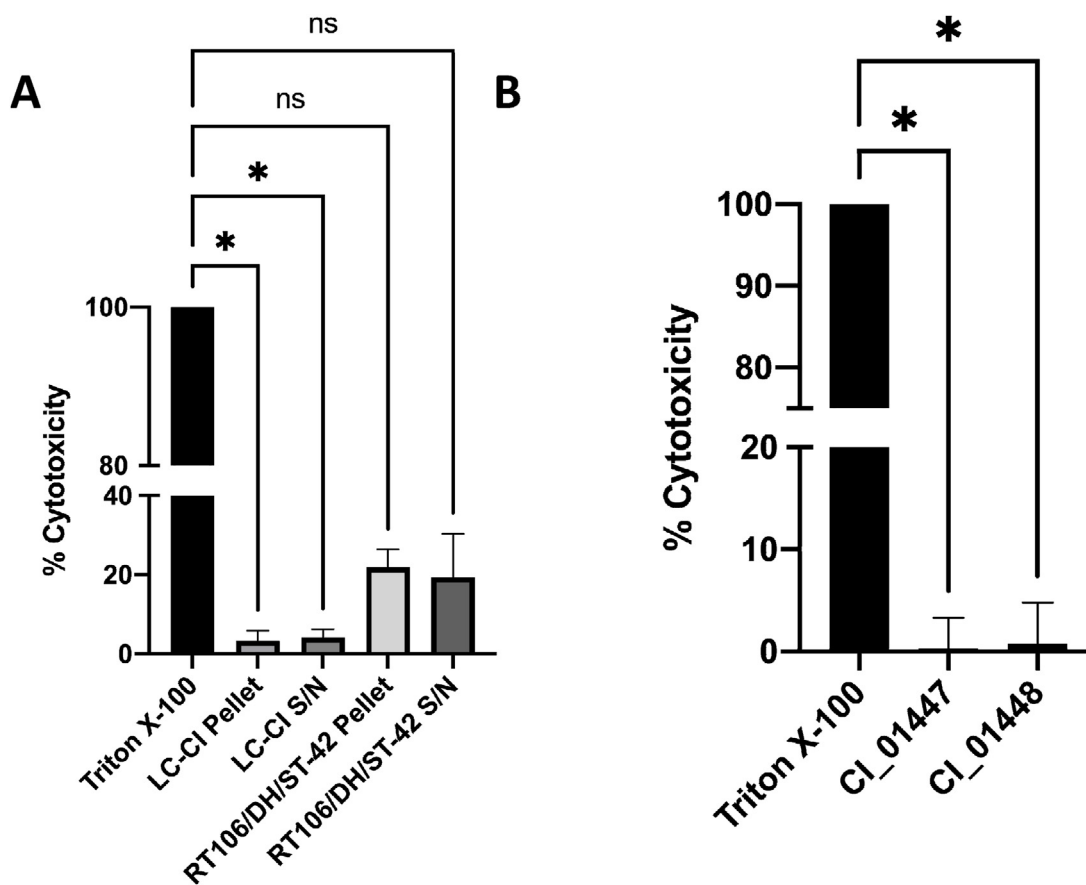 A
ns
ns
*
*
% Cytotoxicity
100
80
40
20
0
Triton X-100
LC-CI Pellet
LC-CI S/N
RT106/DH/ST-42 Pellet
RT106/DH/ST-42 S/N
B
*
*
% Cytotoxicity
100
90
80
20
10
0
Triton X-100
CI_01447
CI_01448